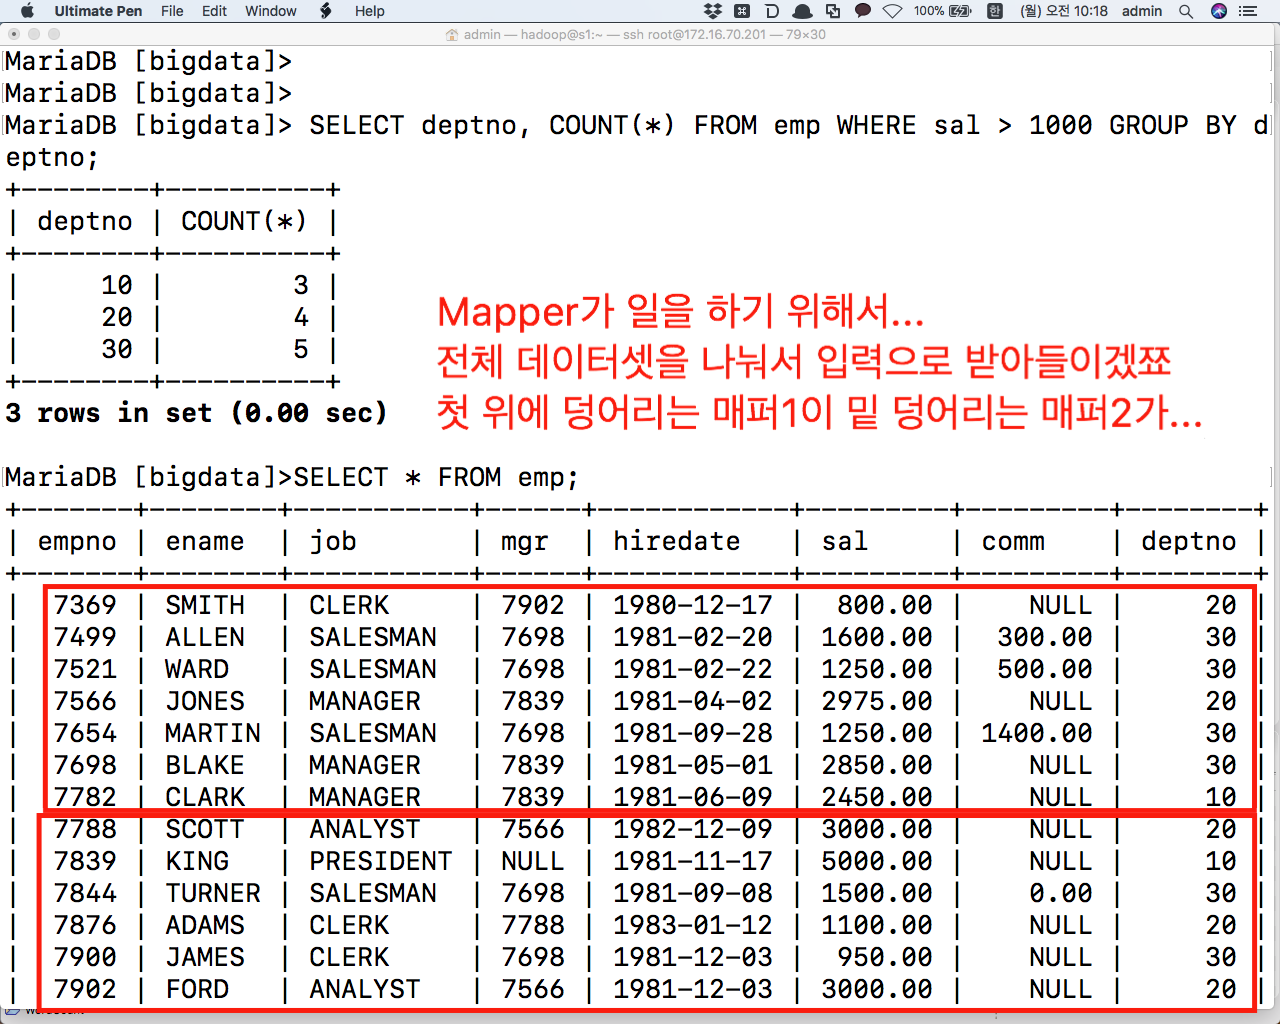 Ultimate Pen File Edit Window Help 100% 한 (월) 오전 10:18 admin
admin — hadoop@s1:~ — ssh root@172.16.70.201 — 79×30
MariaDB [bigdata]>
MariaDB [bigdata]>
MariaDB [bigdata]> SELECT deptno, COUNT(*) FROM emp WHERE sal > 1000 GROUP BY d
eptno;
+--------+----------+
| deptno | COUNT(*) |
+--------+----------+
| 10 | 3 |
| 20 | 4 |
| 30 | 5 |
+--------+----------+
3 rows in set (0.00 sec)
Mapper가 일을 하기 위해서...
전체 데이터셋을 나눠서 입력으로 받아들이겠쬬
첫 위에 덩어리는 매퍼1이 밑 덩어리는 매퍼2가...
MariaDB [bigdata]>SELECT * FROM emp;
+-------+--------+-----------+------+------------+---------+---------+--------+
| empno | ename | job | mgr | hiredate | sal | comm | deptno |
+-------+--------+-----------+------+------------+---------+---------+--------+
| 7369 | SMITH | CLERK | 7902 | 1980-12-17 | 800.00 | NULL | 20 |
| 7499 | ALLEN | SALESMAN | 7698 | 1981-02-20 | 1600.00 | 300.00 | 30 |
| 7521 | WARD | SALESMAN | 7698 | 1981-02-22 | 1250.00 | 500.00 | 30 |
| 7566 | JONES | MANAGER | 7839 | 1981-04-02 | 2975.00 | NULL | 20 |
| 7654 | MARTIN | SALESMAN | 7698 | 1981-09-28 | 1250.00 | 1400.00 | 30 |
| 7698 | BLAKE | MANAGER | 7839 | 1981-05-01 | 2850.00 | NULL | 30 |
| 7782 | CLARK | MANAGER | 7839 | 1981-06-09 | 2450.00 | NULL | 10 |
| 7788 | SCOTT | ANALYST | 7566 | 1982-12-09 | 3000.00 | NULL | 20 |
| 7839 | KING | PRESIDENT | NULL | 1981-11-17 | 5000.00 | NULL | 10 |
| 7844 | TURNER | SALESMAN | 7698 | 1981-09-08 | 1500.00 | 0.00 | 30 |
| 7876 | ADAMS | CLERK | 7788 | 1983-01-12 | 1100.00 | NULL | 20 |
| 7900 | JAMES | CLERK | 7698 | 1981-12-03 | 950.00 | NULL | 30 |
| 7902 | FORD | ANALYST | 7566 | 1981-12-03 | 3000.00 | NULL | 20 |